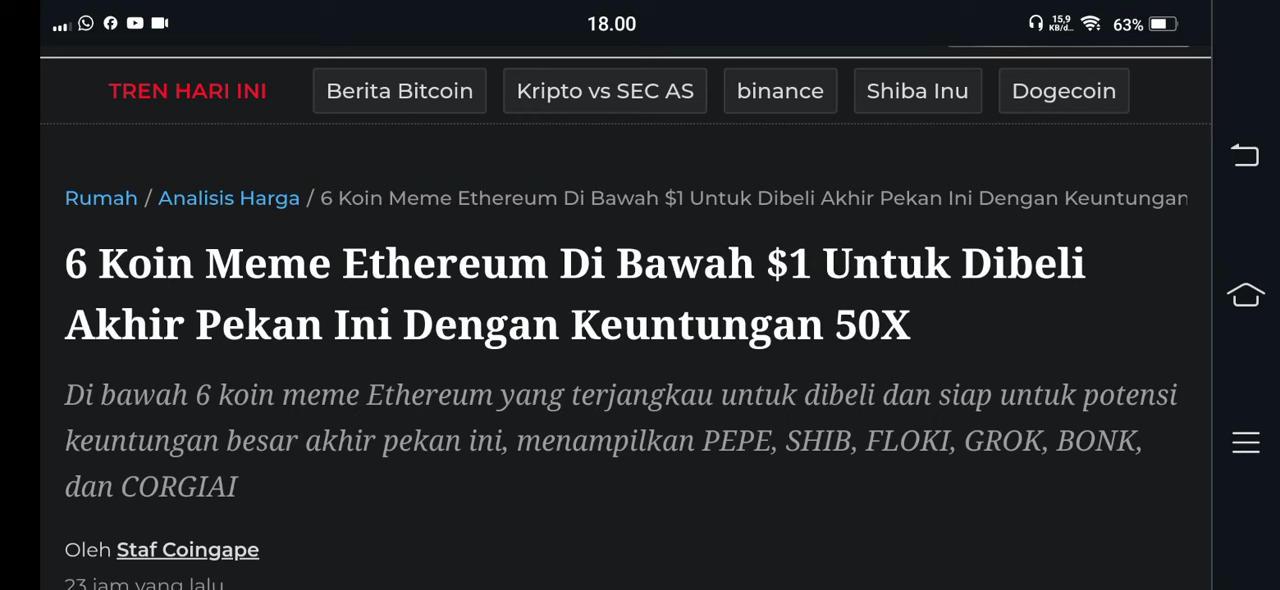 18.00
15,9
KB/d...
63%
TREN HARI INI
Berita Bitcoin
Kripto vs SEC AS
binance
Shiba Inu
Dogecoin
Rumah / Analisis Harga / 6 Koin Meme Ethereum Di Bawah $1 Untuk Dibeli Akhir Pekan Ini Dengan Keuntungan
6 Koin Meme Ethereum Di Bawah $1 Untuk Dibeli
Akhir Pekan Ini Dengan Keuntungan 50X
Di bawah 6 koin meme Ethereum yang terjangkau untuk dibeli dan siap untuk potensi
keuntungan besar akhir pekan ini, menampilkan PEPE, SHIB, FLOKI, GROK, BONK,
dan CORGIAI
Oleh Staf Coingape
23 jam yang lalu